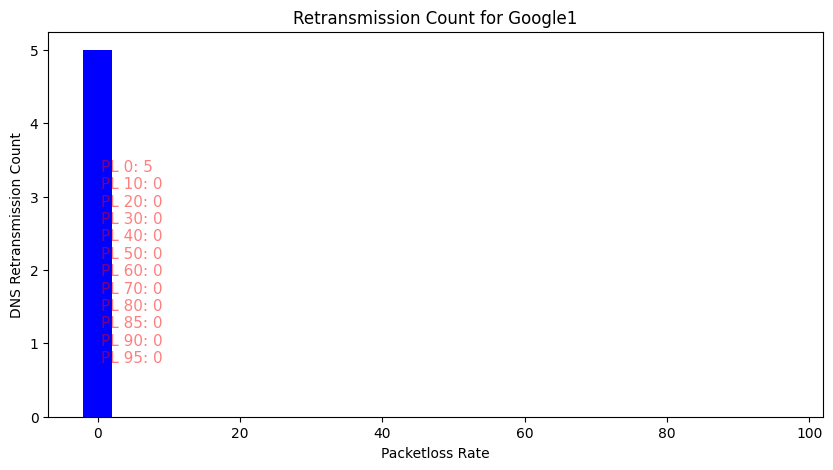 Retransmission Count for Google1
DNS Retransmission Count
5
4
3
2
1
0
PL 0: 5
PL 10: 0
PL 20: 0
PL 30: 0
PL 40: 0
PL 50: 0
PL 60: 0
PL 70: 0
PL 80: 0
PL 85: 0
PL 90: 0
PL 95: 0
0 20 40 60 80 100
Packetloss Rate